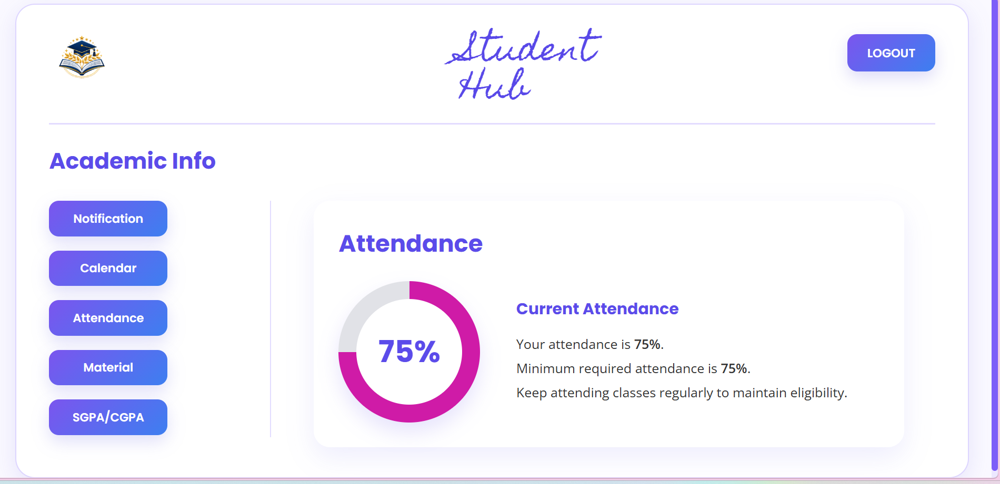 Student
Hub
LOGOUT
Academic Info
Notification
Calendar
Attendance
Material
SGPA/CGPA
Attendance
75%
Current Attendance
Your attendance is 75%.
Minimum required attendance is 75%.
Keep attending classes regularly to maintain eligibility.